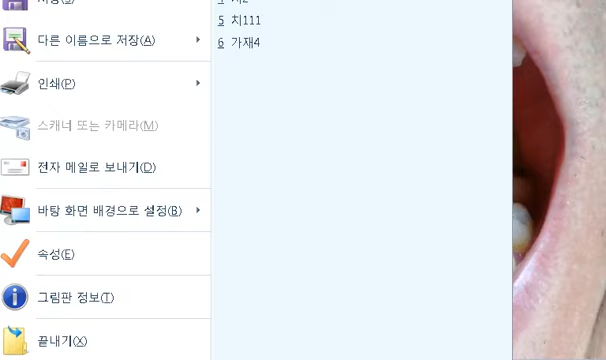 저장(S)
5 치111
다른 이름으로 저장(A)
6 가재4
인쇄(P)
스캐너 또는 카메라(M)
전자 메일로 보내기(D)
바탕 화면 배경으로 설정(B)
속성(E)
그림판 정보(T)
끝내기(X)